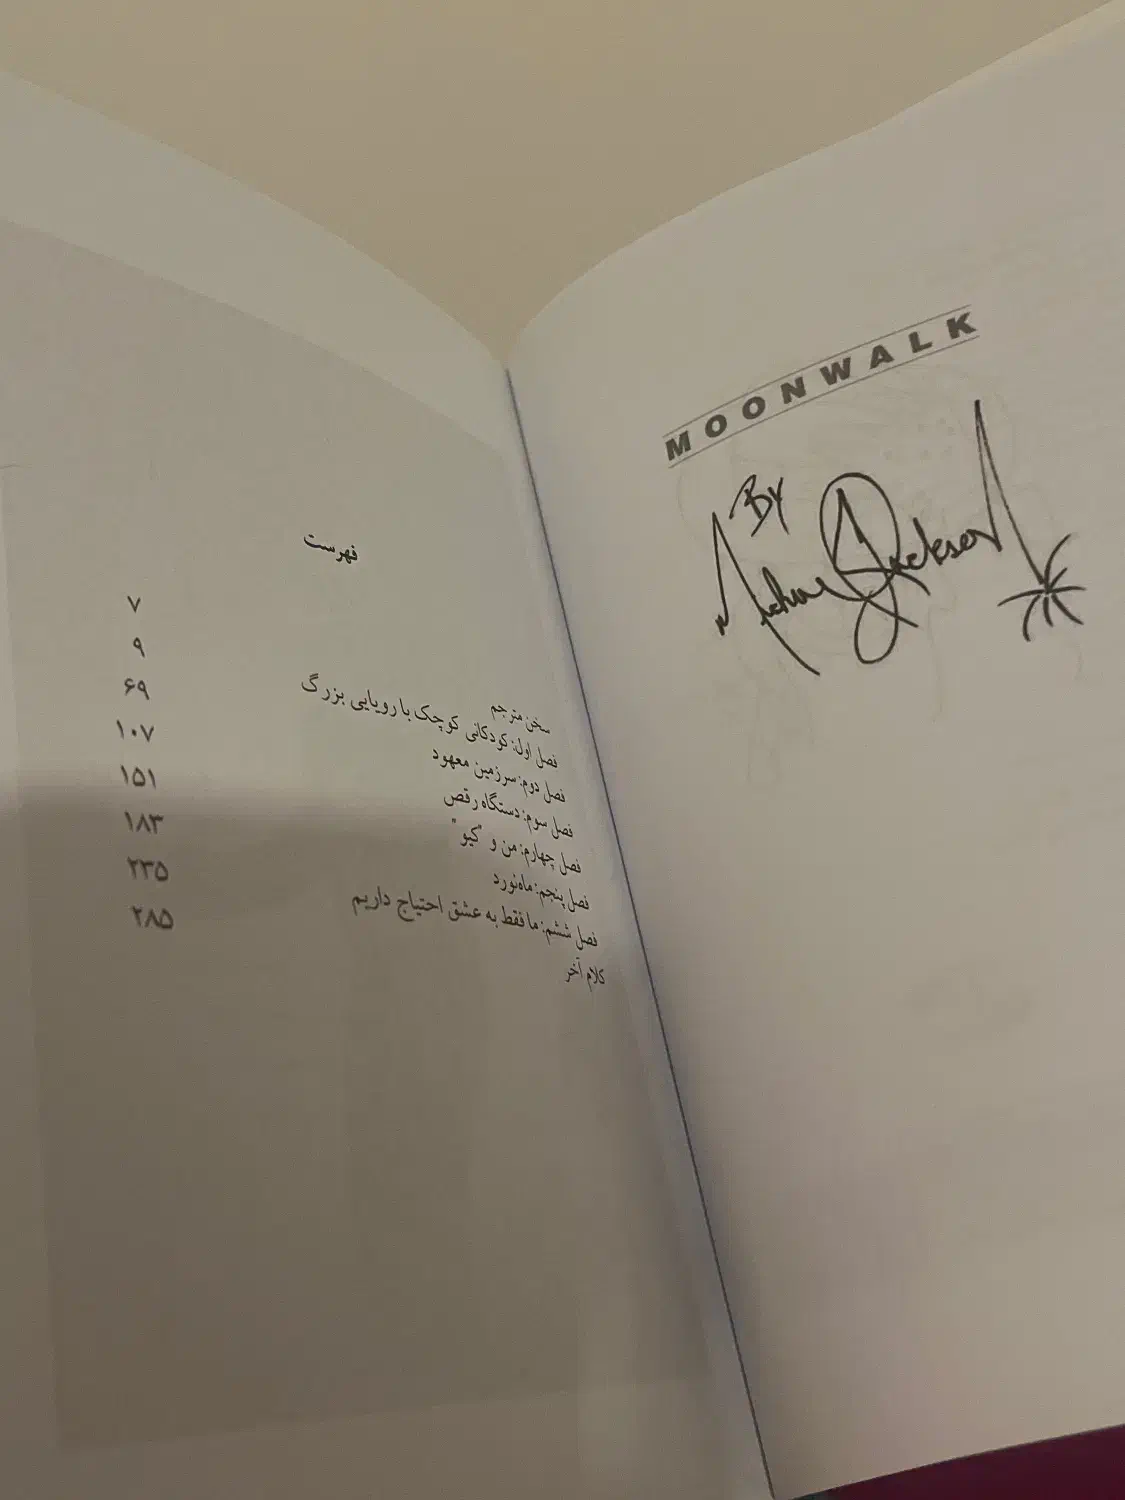 MOONWALK
BY
Michael Jackson
فهرست
سخن مترجم ۷
فصل اول: کودکانی کوچک با رویایی بزرگ ۹
فصل دوم: سرزمین معهود ۶۹
فصل سوم: دستگاه رقص ۱۰۷
فصل چهارم: من و "کیو" ۱۵۱
فصل پنجم: ماه‌نورد ۱۸۳
فصل ششم: ما فقط به عشق احتیاج داریم ۲۳۵
کلام آخر ۲۸۵